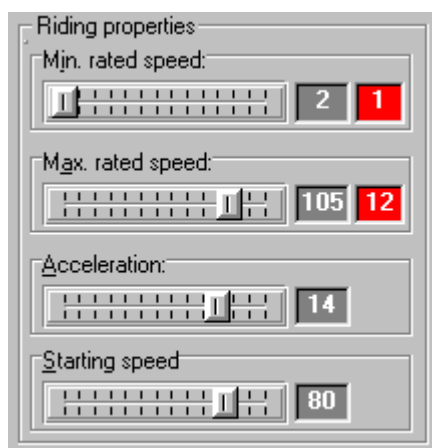 Riding properties
Min. rated speed:
2 1
Max. rated speed:
105 12
Acceleration:
14
Starting speed
80